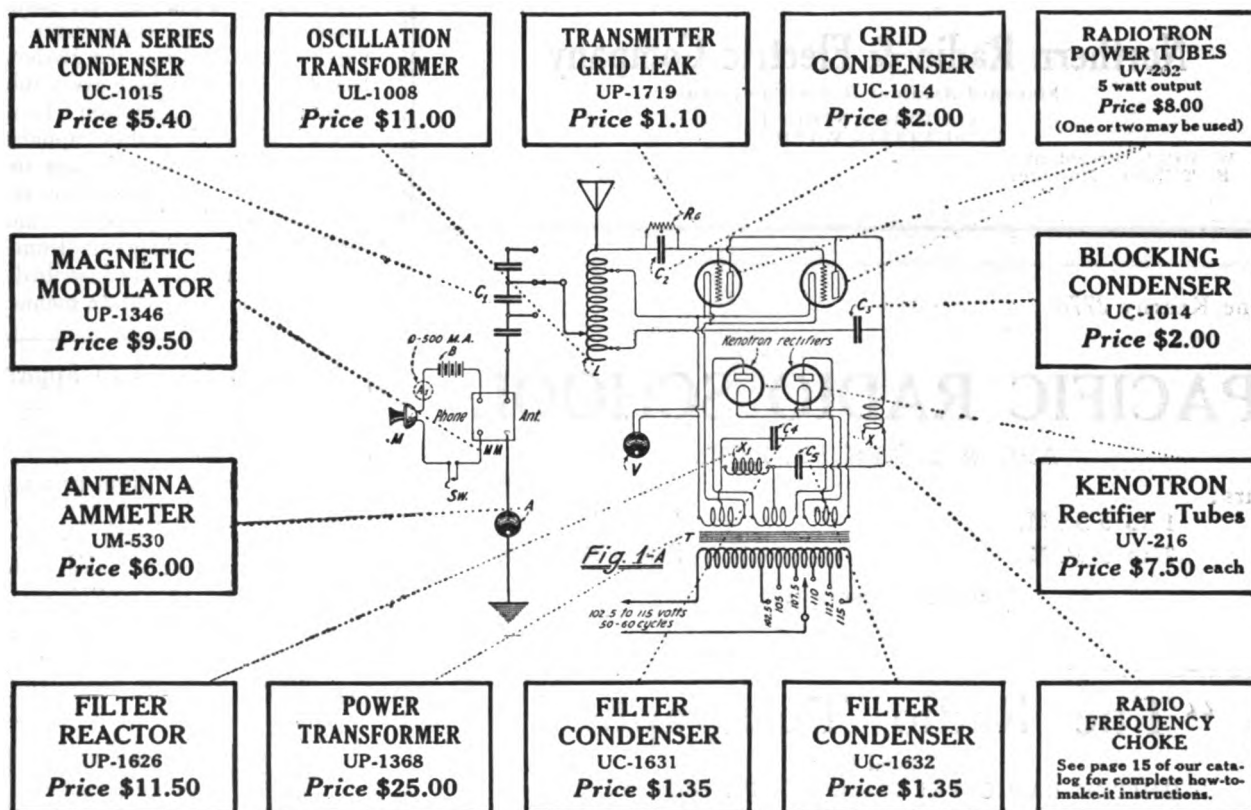 ANTENNA SERIES
CONDENSER
UC-1015
Price $5.40
OSCILLATION
TRANSFORMER
UL-1008
Price $11.00
TRANSMITTER
GRID LEAK
UP-1719
Price $1.10
GRID
CONDENSER
UC-1014
Price $2.00
RADIOTRON
POWER TUBES
UV-232
5 watt output
Price $8.00
(One or two may be used)
MAGNETIC
MODULATOR
UP-1346
Price $9.50
BLOCKING
CONDENSER
UC-1014
Price $2.00
ANTENNA
AMMETER
UM-530
Price $6.00
KENOTRON
Rectifier Tubes
UV-216
Price $7.50 each
RG
C2
C1
C3
L
Kenotron rectifiers
0-500 M.A.
B
Phone
Ant.
M
MM
SW.
A
V
X1
C4
C5
X
T
Fig. 1-A
102.5 to 115 volts
50-60 cycles
102.5
105
107.5
110
112.5
115
FILTER
REACTOR
UP-1626
Price $11.50
POWER
TRANSFORMER
UP-1368
Price $25.00
FILTER
CONDENSER
UC-1631
Price $1.35
FILTER
CONDENSER
UC-1632
Price $1.35
RADIO
FREQUENCY
CHOKE
See page 15 of our cata-
log for complete how-to-
make-it instructions.